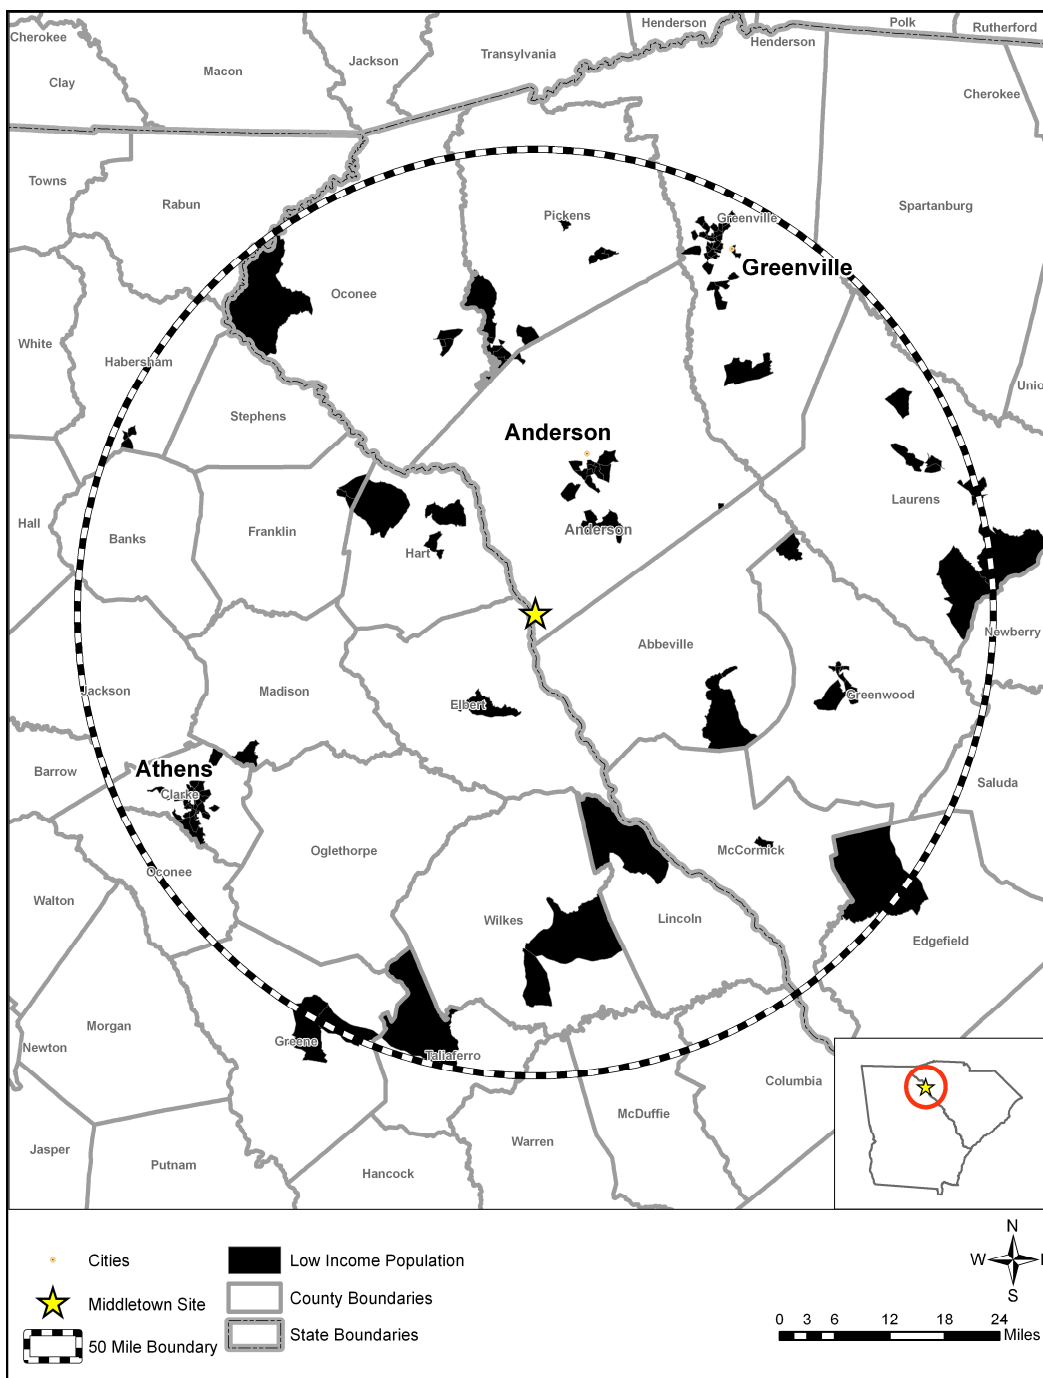 Cherokee
Clay
Macon
Jackson
Transylvania
Henderson
Henderson
Polk
Rutherford
Cherokee
Towns
Rabun
Pickens
Greenville
Spartanburg
Greenville
Oconee
White
Habersham
Stephens
Anderson
Hall
Banks
Franklin
Hart
Anderson
Laurens
Abbeville
Newberry
Jackson
Madison
Elbert
Greenwood
Barrow
Athens
Clarke
Saluda
Oglethorpe
McCormick
Oconee
Walton
Wilkes
Lincoln
Edgefield
Morgan
Newton
Greene
Taliaferro
Columbia
McDuffie
Warren
Jasper
Putnam
Hancock
N
W
S
Cities
Low Income Population
Middletown Site
County Boundaries
50 Mile Boundary
State Boundaries
0 3 6 12 18 24
Miles